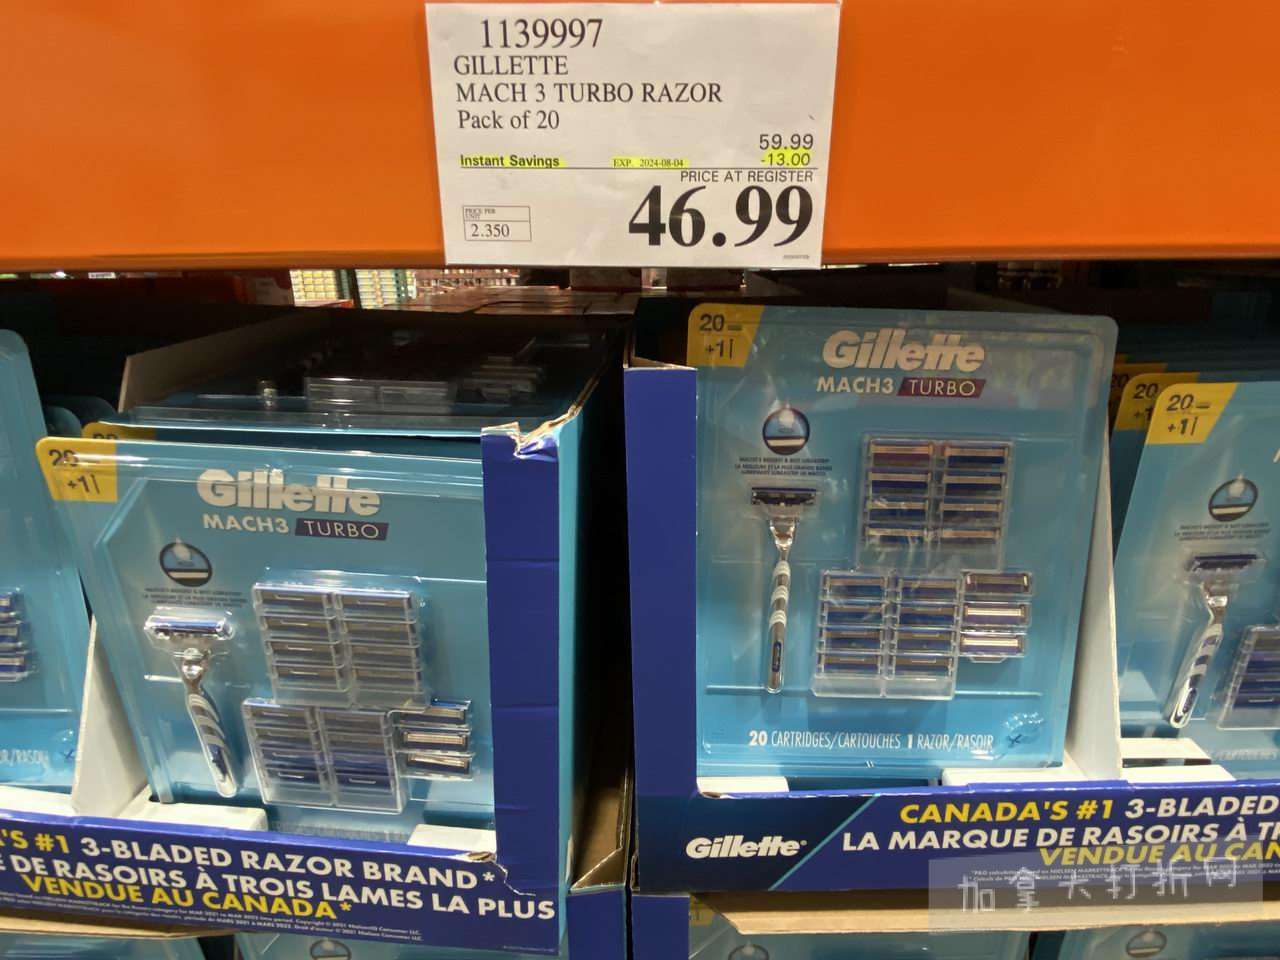 1139997
GILLETTE
MACH 3 TURBO RAZOR
Pack of 20
59.99
Instant Savings EXP. 2024-08-04 -13.00
PRICE AT REGISTER
46.99
PRICE PER
UNIT
2.350
20
+1
Gillette
MACH3 TURBO
20
+1
Gillette
MACH3 TURBO
20 CARTRIDGES/CARTOUCHES 1 RAZOR/RASOIR
20
20
+1
'S #1 3-BLADED RAZOR BRAND*
E DE RASOIRS À TROIS LAMES LA PLUS
VENDUE AU CANADA*
Gillette
CANADA'S #1 3-BLADED
LA MARQUE DE RASOIRS À
VENDUE AU CAN
加拿大打折网